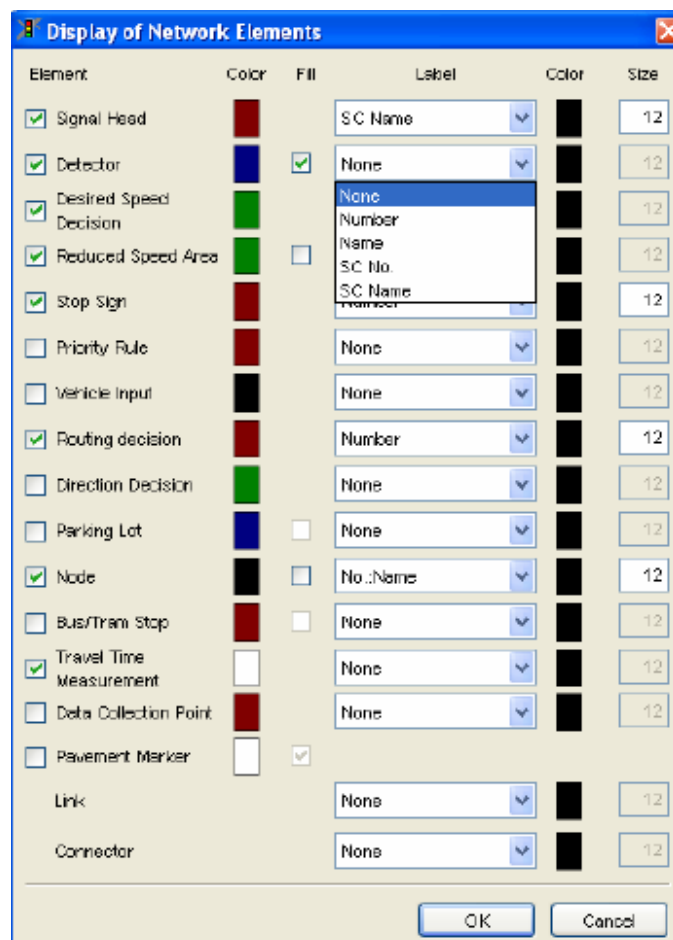 Display of Network Elements
Element Color Fill Label Color Size
Signal Head SC Name 12
Detector None 12
Desired Speed
Decision 12
None
Number
Name
SC No.
SC Name
Reduced Speed Area 12
Stop Sign Number 12
Priority Rule None 12
Vehicle Input None 12
Routing decision Number 12
Direction Decision None 12
Parking Lot None 12
Node No.:Name 12
Bus/Tram Stop None 12
Travel Time
Measurement None 12
Data Collection Point None 12
Pavement Marker
Link None 12
Connector None 12
OK Cancel